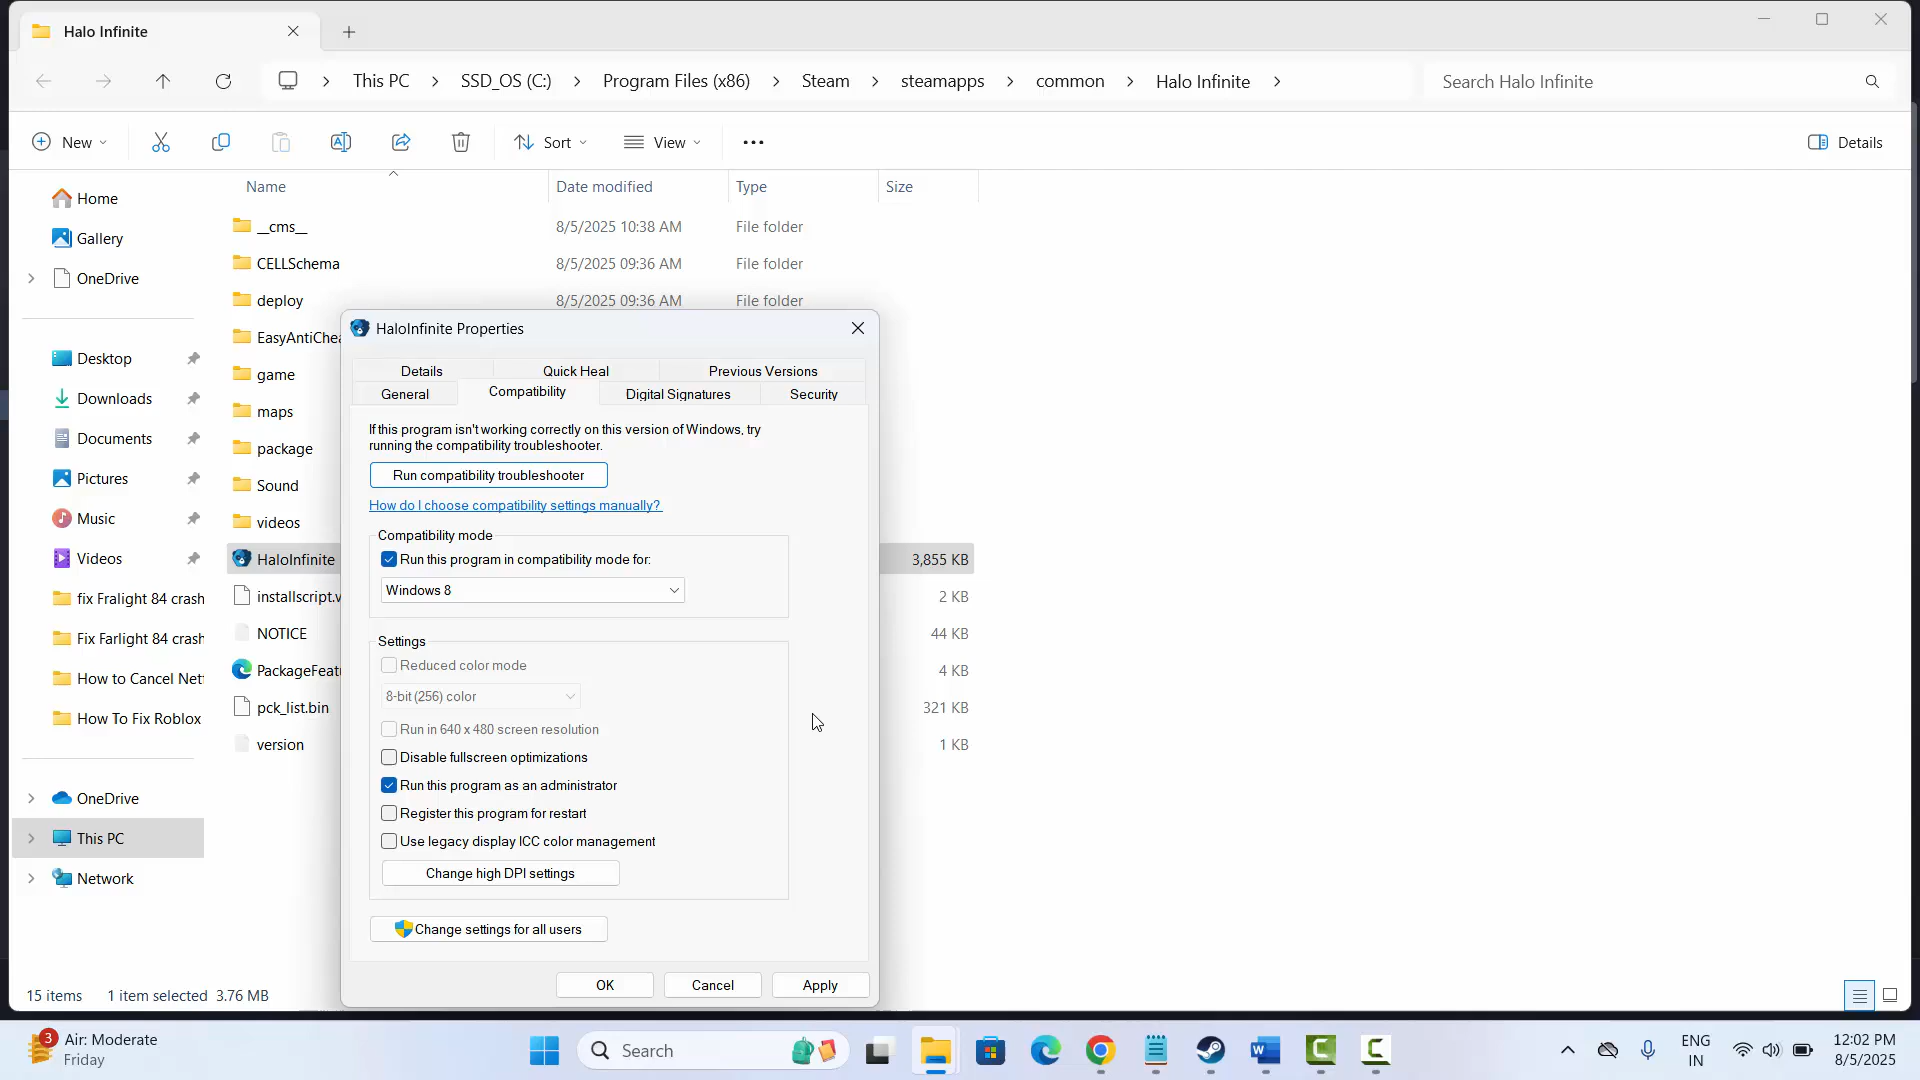 Halo Infinite
This PC
SSD_OS (C:)
Program Files (x86)
Steam
steamapps
common
Halo Infinite
Search Halo Infinite
New
Sort
View
Details
Name
Date modified
Type
Size
Home
Gallery
OneDrive
Desktop
Downloads
Documents
Pictures
Music
Videos
fix Fralight 84 crash
Fix Farlight 84 crash
How to Cancel Net
How To Fix Roblox
OneDrive
This PC
Network
__cms__ 8/5/2025 10:38 AM File folder
CELLSchema 8/5/2025 09:36 AM File folder
deploy 8/5/2025 09:36 AM File folder
EasyAntiChea
game
maps
package
Sound
videos
HaloInfinite 3,855 KB
installscript.v 2 KB
NOTICE 44 KB
PackageFeatu 4 KB
pck_list.bin 321 KB
version 1 KB
HaloInfinite Properties
Details
Quick Heal
Previous Versions
General
Compatibility
Digital Signatures
Security
If this program isn't working correctly on this version of Windows, try
running the compatibility troubleshooter.
Run compatibility troubleshooter
How do I choose compatibility settings manually?
Compatibility mode
Run this program in compatibility mode for:
Windows 8
Settings
Reduced color mode
8-bit (256) color
Run in 640 x 480 screen resolution
Disable fullscreen optimizations
Run this program as an administrator
Register this program for restart
Use legacy display ICC color management
Change high DPI settings
Change settings for all users
OK
Cancel
Apply
15 items
1 item selected 3.76 MB
3
Air: Moderate
Friday
Search
ENG
IN
12:02 PM
8/5/2025